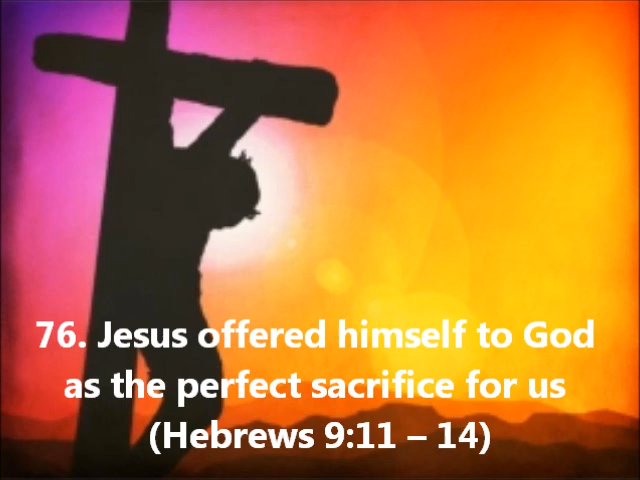 76. Jesus offered himself to God
as the perfect sacrifice for us
(Hebrews 9:11 – 14)